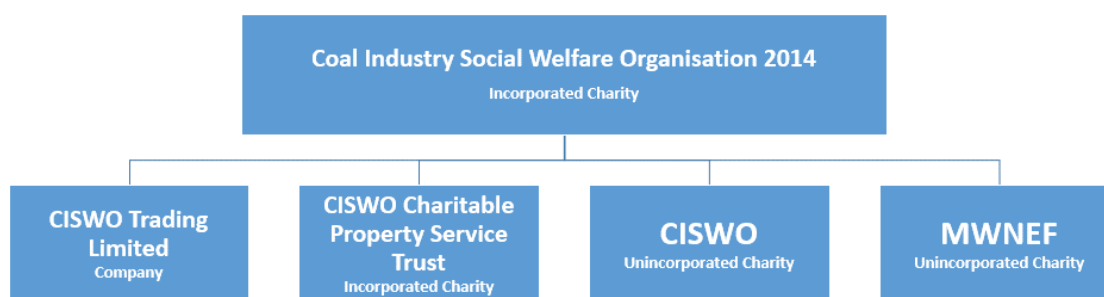 Coal Industry Social Welfare Organisation 2014
Incorporated Charity
CISWO Trading
Limited
Company
CISWO Charitable
Property Service
Trust
Incorporated Charity
CISWO
Unincorporated Charity
MWNEF
Unincorporated Charity